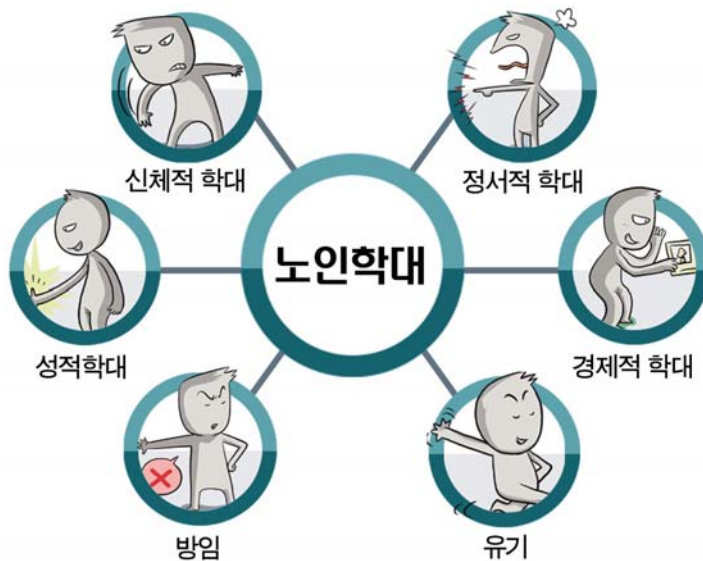 신체적 학대
정서적 학대
노인학대
성적학대
경제적 학대
방임
유기